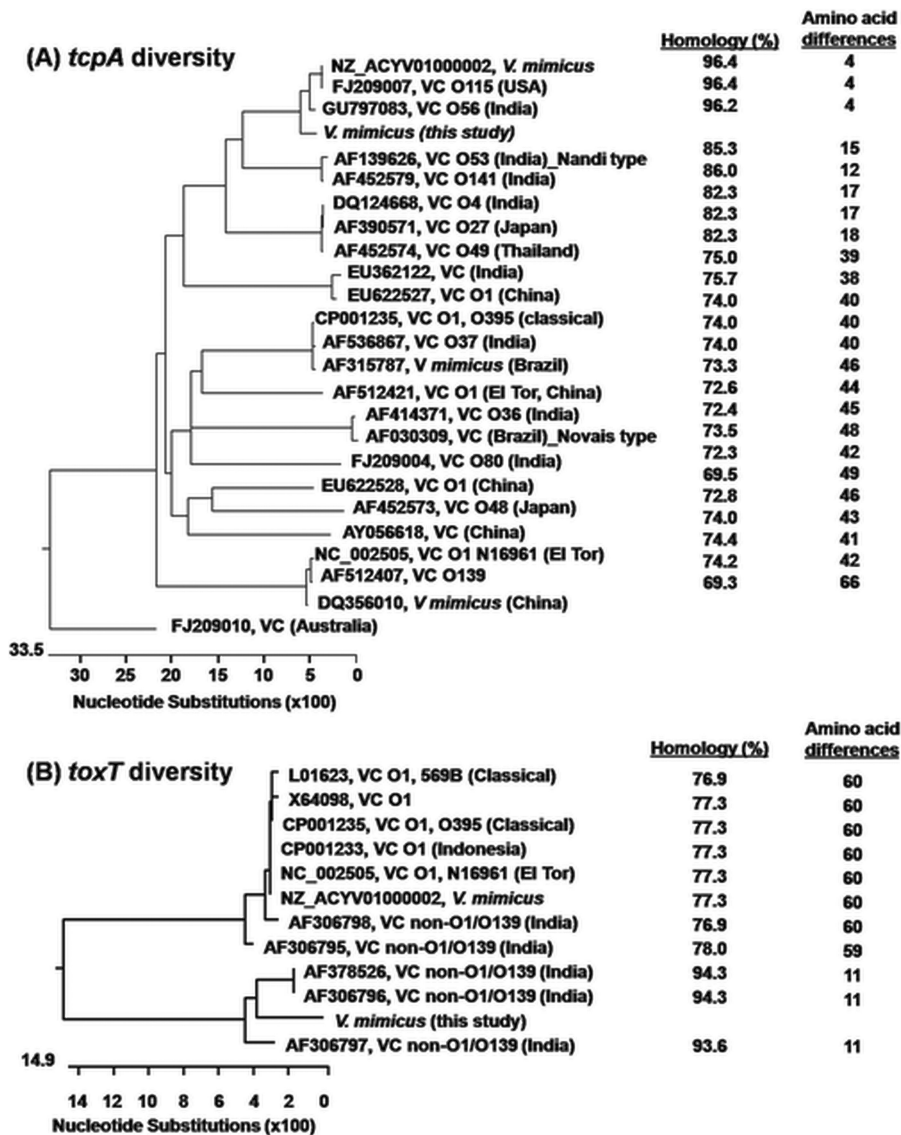 Amino acid
Homology (%) differences
(A) tcpA diversity
NZ_ACYV01000002, V. mimicus 96.4 4
FJ209007, VC O115 (USA) 96.4 4
GU797083, VC O56 (India) 96.2 4
V. mimicus (this study)
AF139626, VC O53 (India)_Nandi type 85.3 15
AF452579, VC O141 (India) 86.0 12
DQ124668, VC O4 (India) 82.3 17
AF390571, VC O27 (Japan) 82.3 17
AF452574, VC O49 (Thailand) 82.3 18
EU362122, VC (India) 75.0 39
EU622527, VC O1 (China) 75.7 38
CP001235, VC O1, O395 (classical) 74.0 40
AF536867, VC O37 (India) 74.0 40
AF315787, V mimicus (Brazil) 74.0 40
AF512421, VC O1 (El Tor, China) 73.3 46
AF414371, VC O36 (India) 72.6 44
AF030309, VC (Brazil)_Novais type 72.4 45
FJ209004, VC O80 (India) 73.5 48
EU622528, VC O1 (China) 72.3 42
AF452573, VC O48 (Japan) 69.5 49
AY056618, VC (China) 72.8 46
NC_002505, VC O1 N16961 (El Tor) 74.0 43
AF512407, VC O139 74.4 41
DQ356010, V mimicus (China) 74.2 42
FJ209010, VC (Australia) 69.3 66
33.5
30 25 20 15 10 5 0
Nucleotide Substitutions (x100)
Amino acid
Homology (%) differences
(B) toxT diversity
L01623, VC O1, 569B (Classical) 76.9 60
X64098, VC O1 77.3 60
CP001235, VC O1, O395 (Classical) 77.3 60
CP001233, VC O1 (Indonesia) 77.3 60
NC_002505, VC O1, N16961 (El Tor) 77.3 60
NZ_ACYV01000002, V. mimicus 77.3 60
AF306798, VC non-O1/O139 (India) 76.9 60
AF306795, VC non-O1/O139 (India) 78.0 59
AF378526, VC non-O1/O139 (India) 94.3 11
AF306796, VC non-O1/O139 (India) 94.3 11
V. mimicus (this study)
AF306797, VC non-O1/O139 (India) 93.6 11
14.9
14 12 10 8 6 4 2 0
Nucleotide Substitutions (x100)